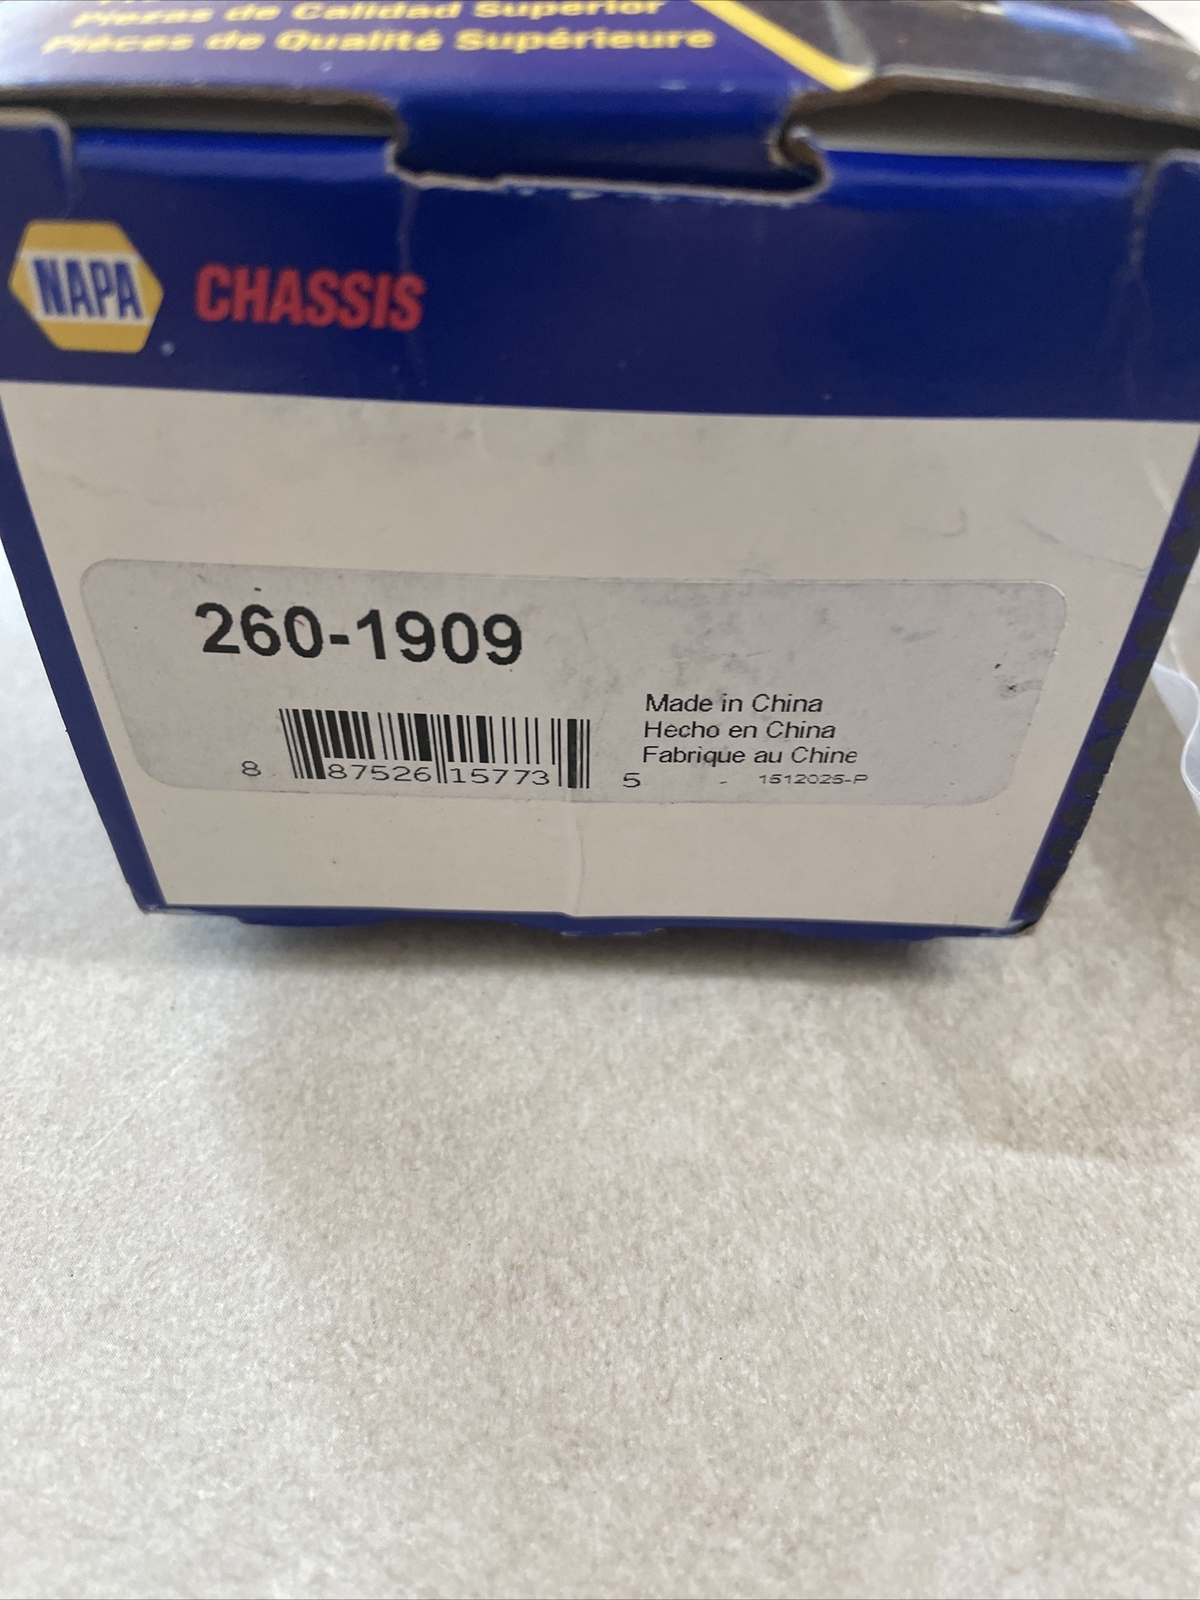 Piezas de Calidad Superior
Pièces de Qualité Supérieure
NAPA CHASSIS
260-1909
Made in China
Hecho en China
Fabrique au Chine
8 87526 15773 5
1512025-P